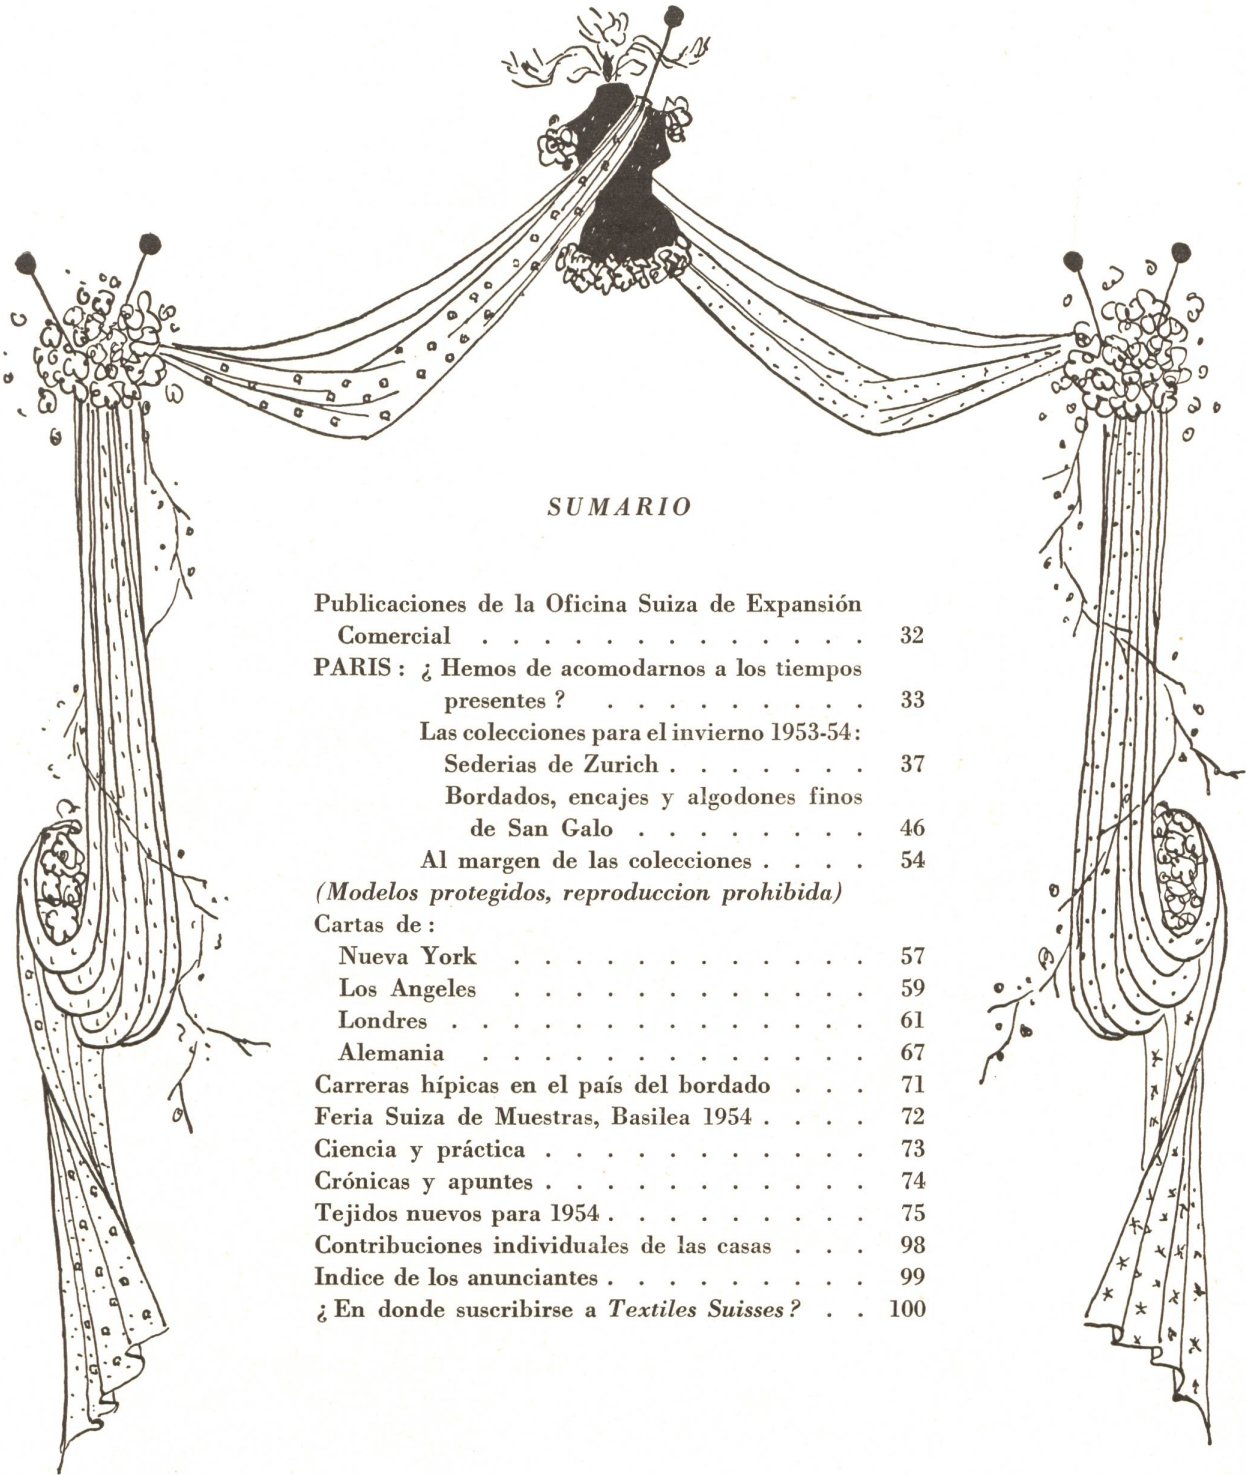 SUMARIO
Publicaciones de la Oficina Suiza de Expansión
Comercial . . . . . . . . . . . . . 32
PARIS : ¿ Hemos de acomodarnos a los tiempos
presentes ? . . . . . . . . . 33
Las colecciones para el invierno 1953-54 :
Sederias de Zurich . . . . . . . 37
Bordados, encajes y algodones finos
de San Galo . . . . . . . . 46
Al margen de las colecciones . . . . 54
(Modelos protegidos, reproduccion prohibida)
Cartas de :
Nueva York . . . . . . . . . . . . 57
Los Angeles . . . . . . . . . . . . 59
Londres . . . . . . . . . . . . . . 61
Alemania . . . . . . . . . . . . . 67
Carreras hípicas en el país del bordado . . . 71
Feria Suiza de Muestras, Basilea 1954 . . . . 72
Ciencia y práctica . . . . . . . . . . . 73
Crónicas y apuntes . . . . . . . . . . . 74
Tejidos nuevos para 1954 . . . . . . . . . 75
Contribuciones individuales de las casas . . . 98
Indice de los anunciantes . . . . . . . . . 99
¿ En donde suscribirse a Textiles Suisses ? . . 100